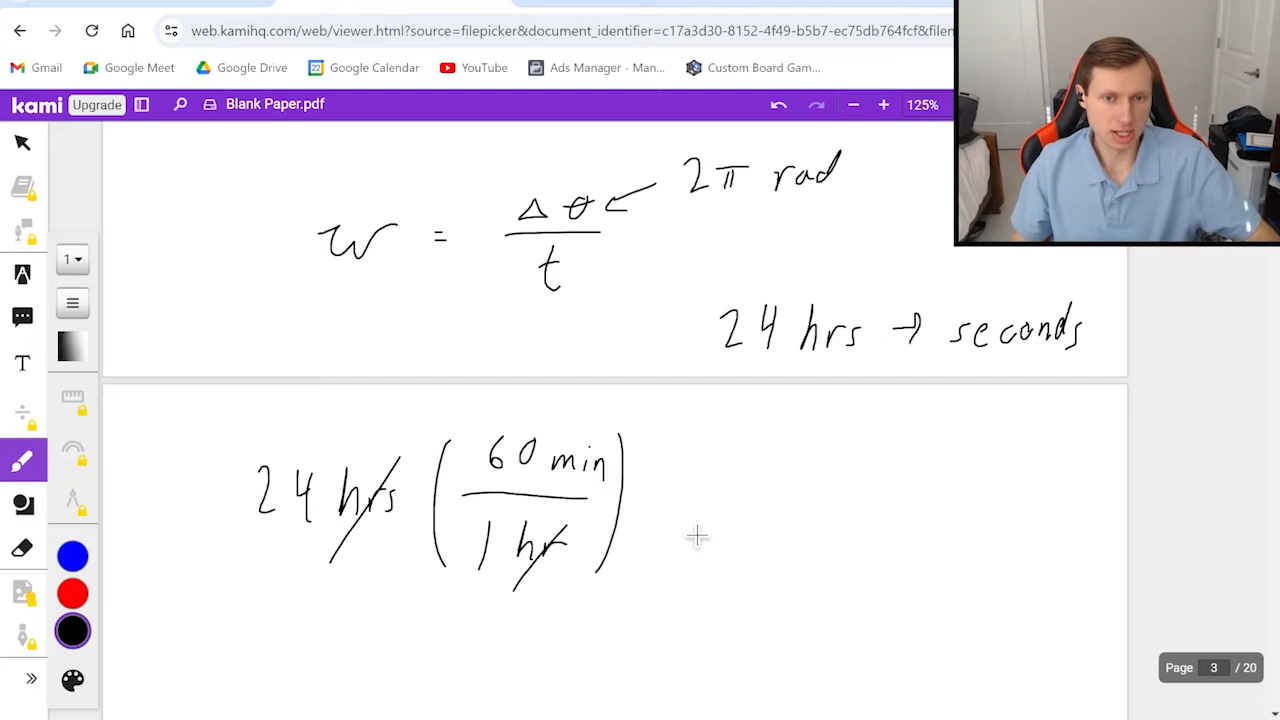 web.kamihq.com/web/viewer.html?source=filepicker&document_identifier=c17a3d30-8152-4f49-b5b7-ec75db764fcf&filen
Gmail Google Meet Google Drive 22 Google Calendar YouTube Ads Manager - Man... Custom Board Gam...
kami Upgrade Blank Paper.pdf 125%
2π rad
ω = Δθ / t
24 hrs → seconds
24 hrs ( 60 min / 1 hr )
1
A
T
Page 3 / 20